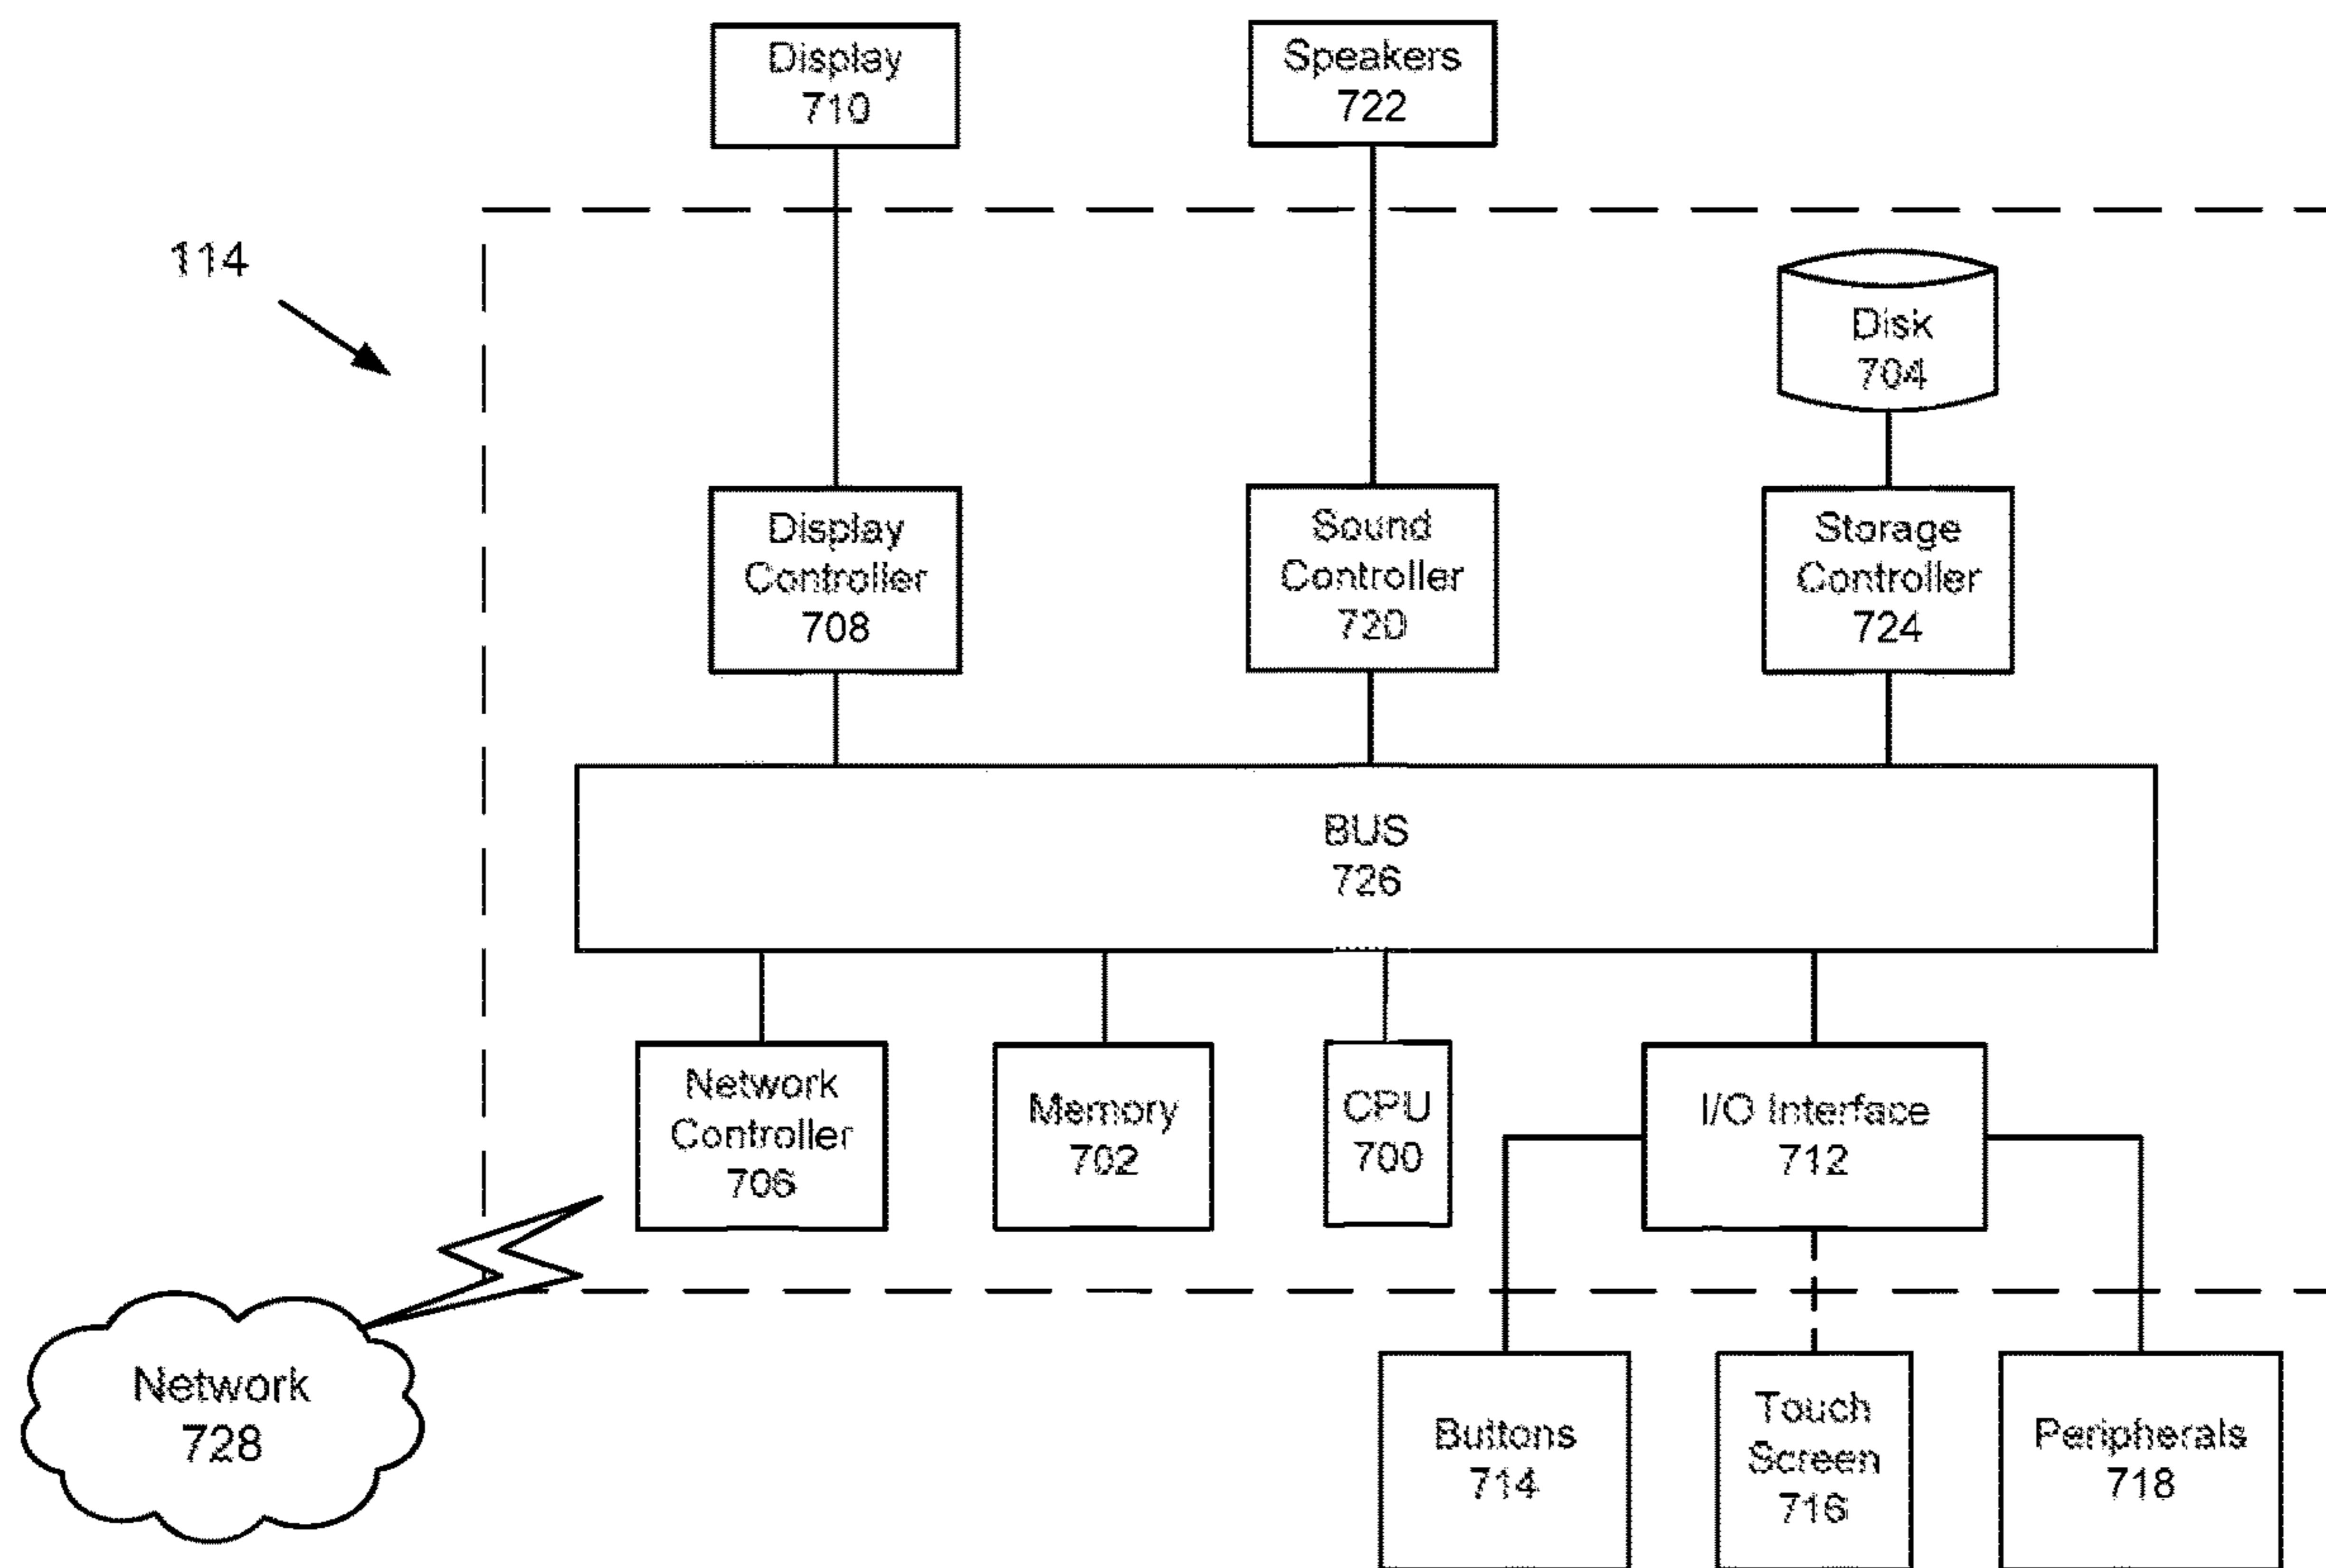 Display
710
Speakers
722
114
Disk
704
Display
Controller
708
Sound
Controller
720
Storage
Controller
724
BUS
726
Network
Controller
706
Memory
702
CPU
700
I/O Interface
712
Network
728
Buttons
714
Touch
Screen
716
Peripherals
718